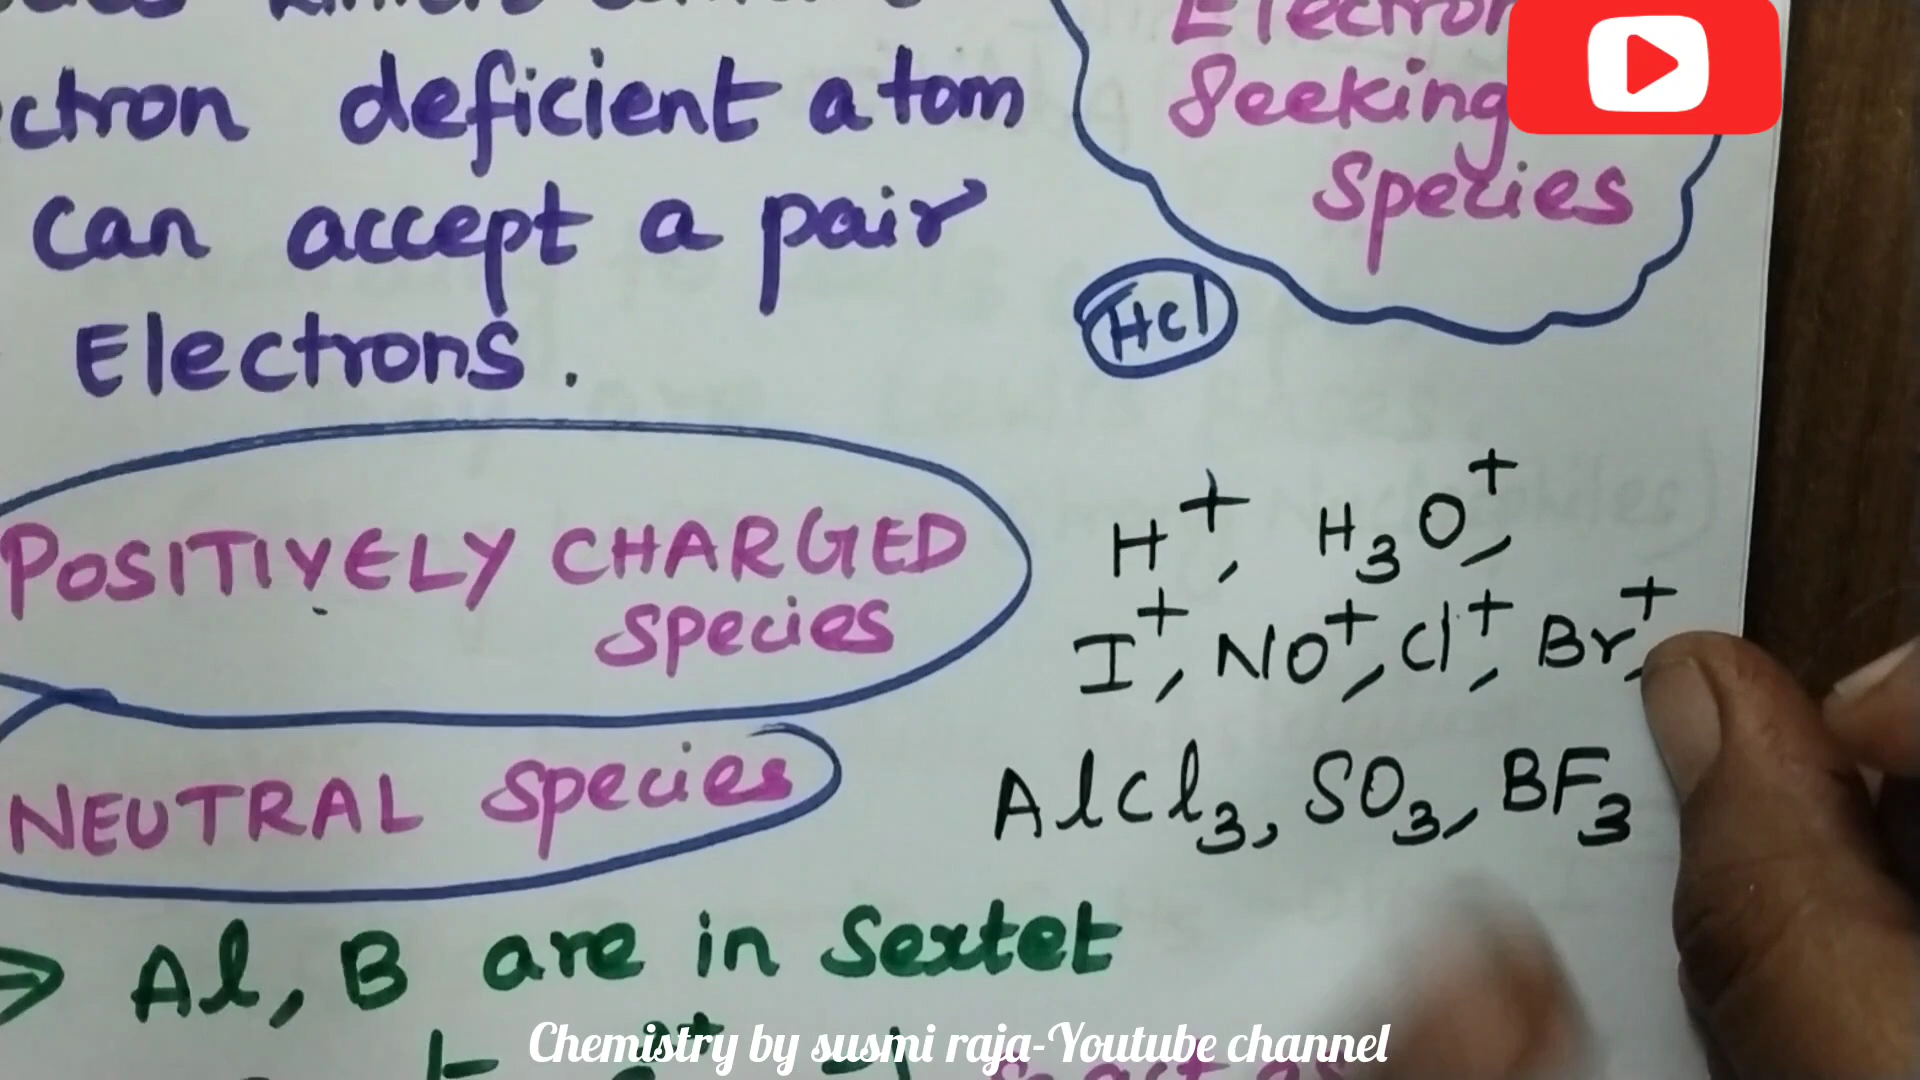 Electron
ctron deficient atom
Seeking
Species
can accept a pair
Electrons.
HCl
H+, H3O+,
POSITIVELY CHARGED
species
I+, NO+, Cl+, Br+,
NEUTRAL species
AlCl3, SO3, BF3
⇒ Al, B are in Sextet
Chemistry by susmi raja-Youtube channel